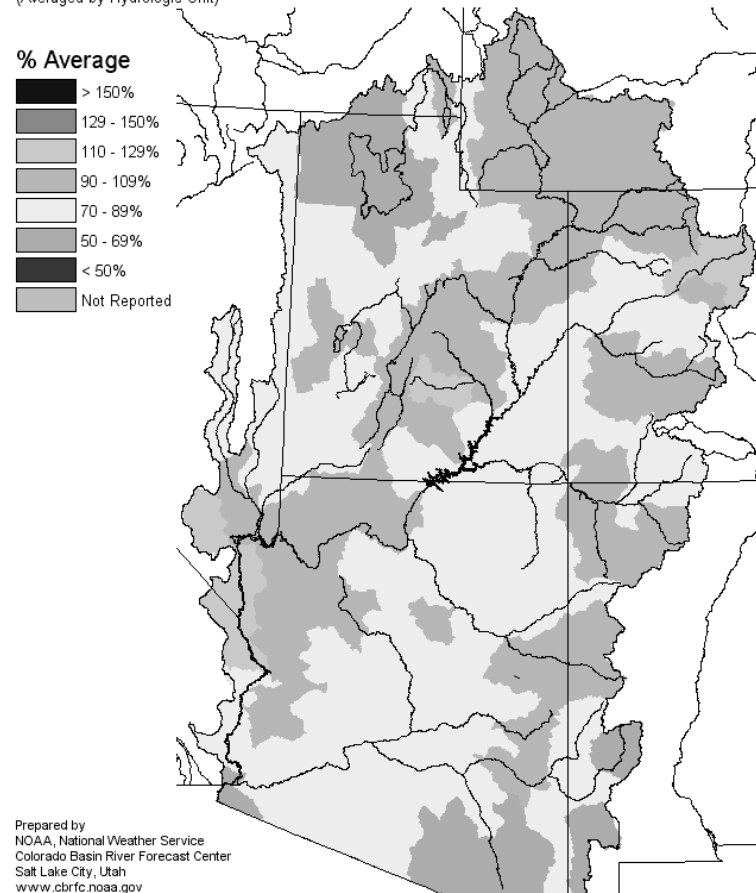 (Averaged by Hydrologic Unit)
% Average
> 150%
129 - 150%
110 - 129%
90 - 109%
70 - 89%
50 - 69%
< 50%
Not Reported
Prepared by
NOAA, National Weather Service
Colorado Basin River Forecast Center
Salt Lake City, Utah
www.cbrfc.noaa.gov